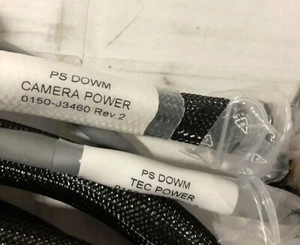 PS DOWM
CAMERA POWER
0150-J3460 Rev 2
PS DOWM
TEC POWER